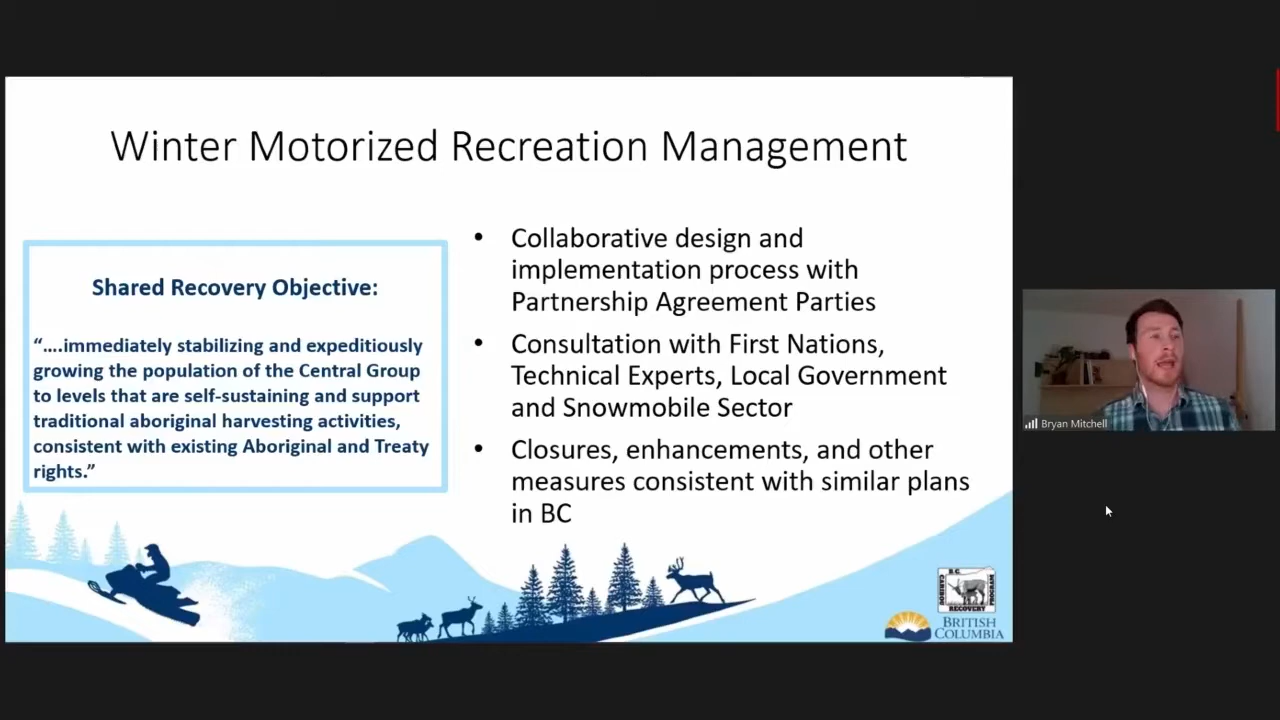 Winter Motorized Recreation Management
Shared Recovery Objective:
“….immediately stabilizing and expeditiously
growing the population of the Central Group
to levels that are self-sustaining and support
traditional aboriginal harvesting activities,
consistent with existing Aboriginal and Treaty
rights.”
• Collaborative design and
implementation process with
Partnership Agreement Parties
• Consultation with First Nations,
Technical Experts, Local Government
and Snowmobile Sector
• Closures, enhancements, and other
measures consistent with similar plans
in BC
B.C.
CARIBOU
PROGRAM
RECOVERY
BRITISH
COLUMBIA
Bryan Mitchell